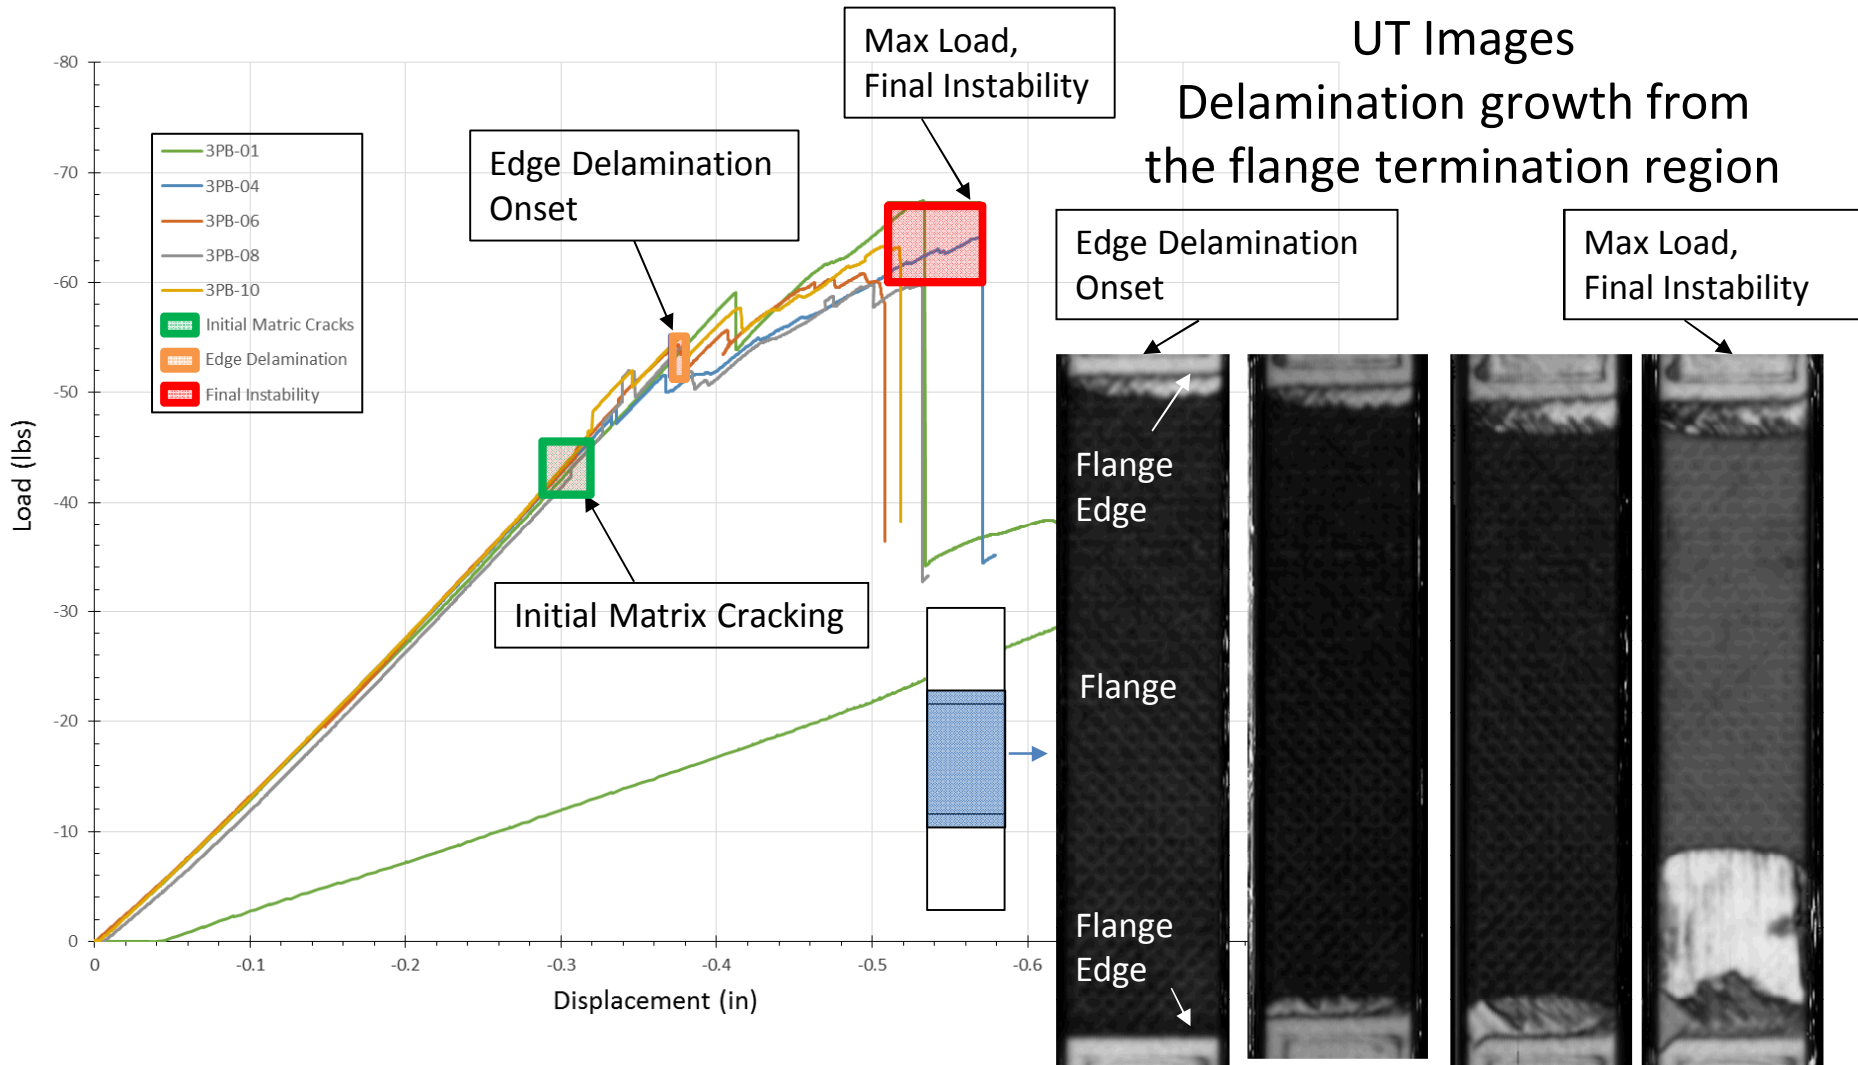 UT Images
Delamination growth from
the flange termination region
Max Load,
Final Instability
Edge Delamination
Onset
Initial Matrix Cracking
3PB-01
3PB-04
3PB-06
3PB-08
3PB-10
Initial Matric Cracks
Edge Delamination
Final Instability
Load (lbs)
-80
-70
-60
-50
-40
-30
-20
-10
0
0
-0.1
-0.2
-0.3
-0.4
-0.5
-0.6
Displacement (in)
Edge Delamination
Onset
Max Load,
Final Instability
Flange
Edge
Flange
Flange
Edge